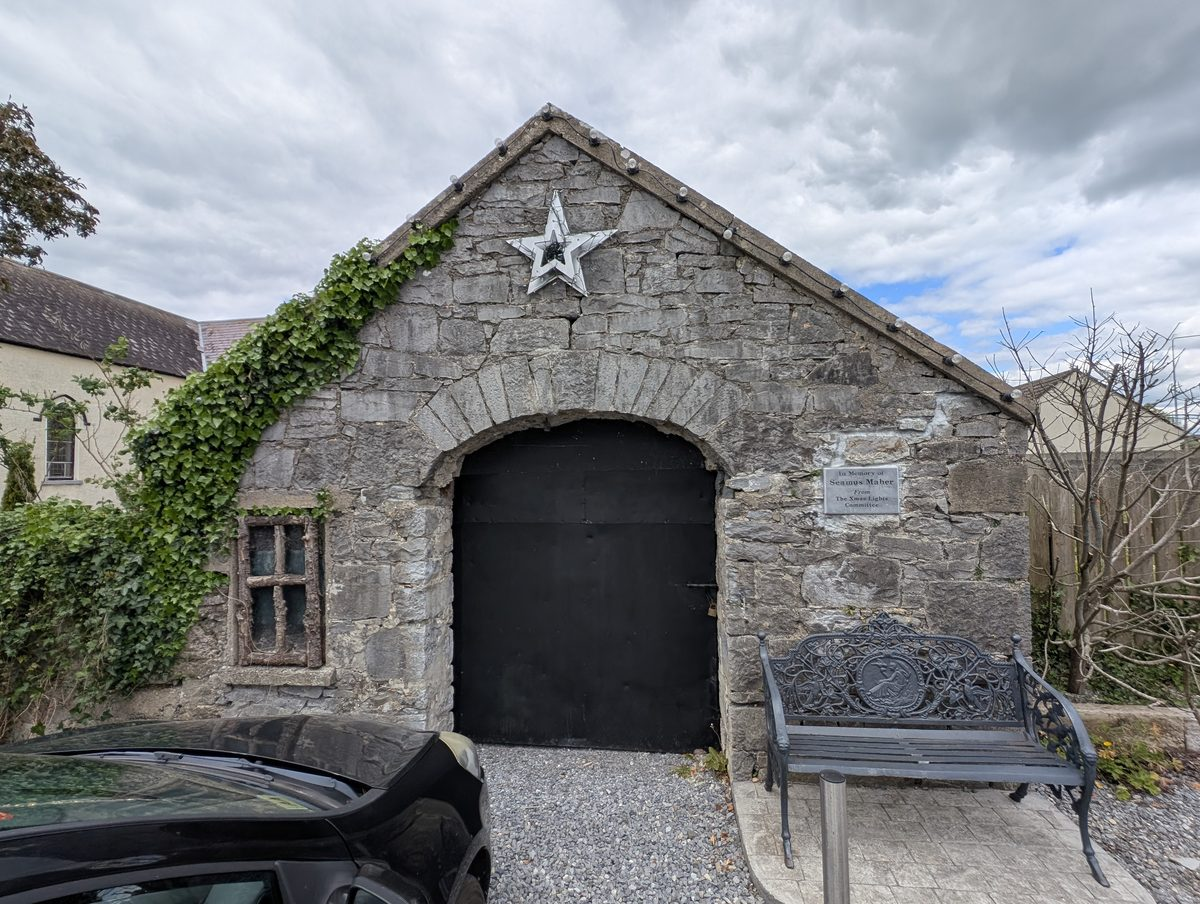 In Memory of
Seamus Maher
From
The Xmas Lights
Committee